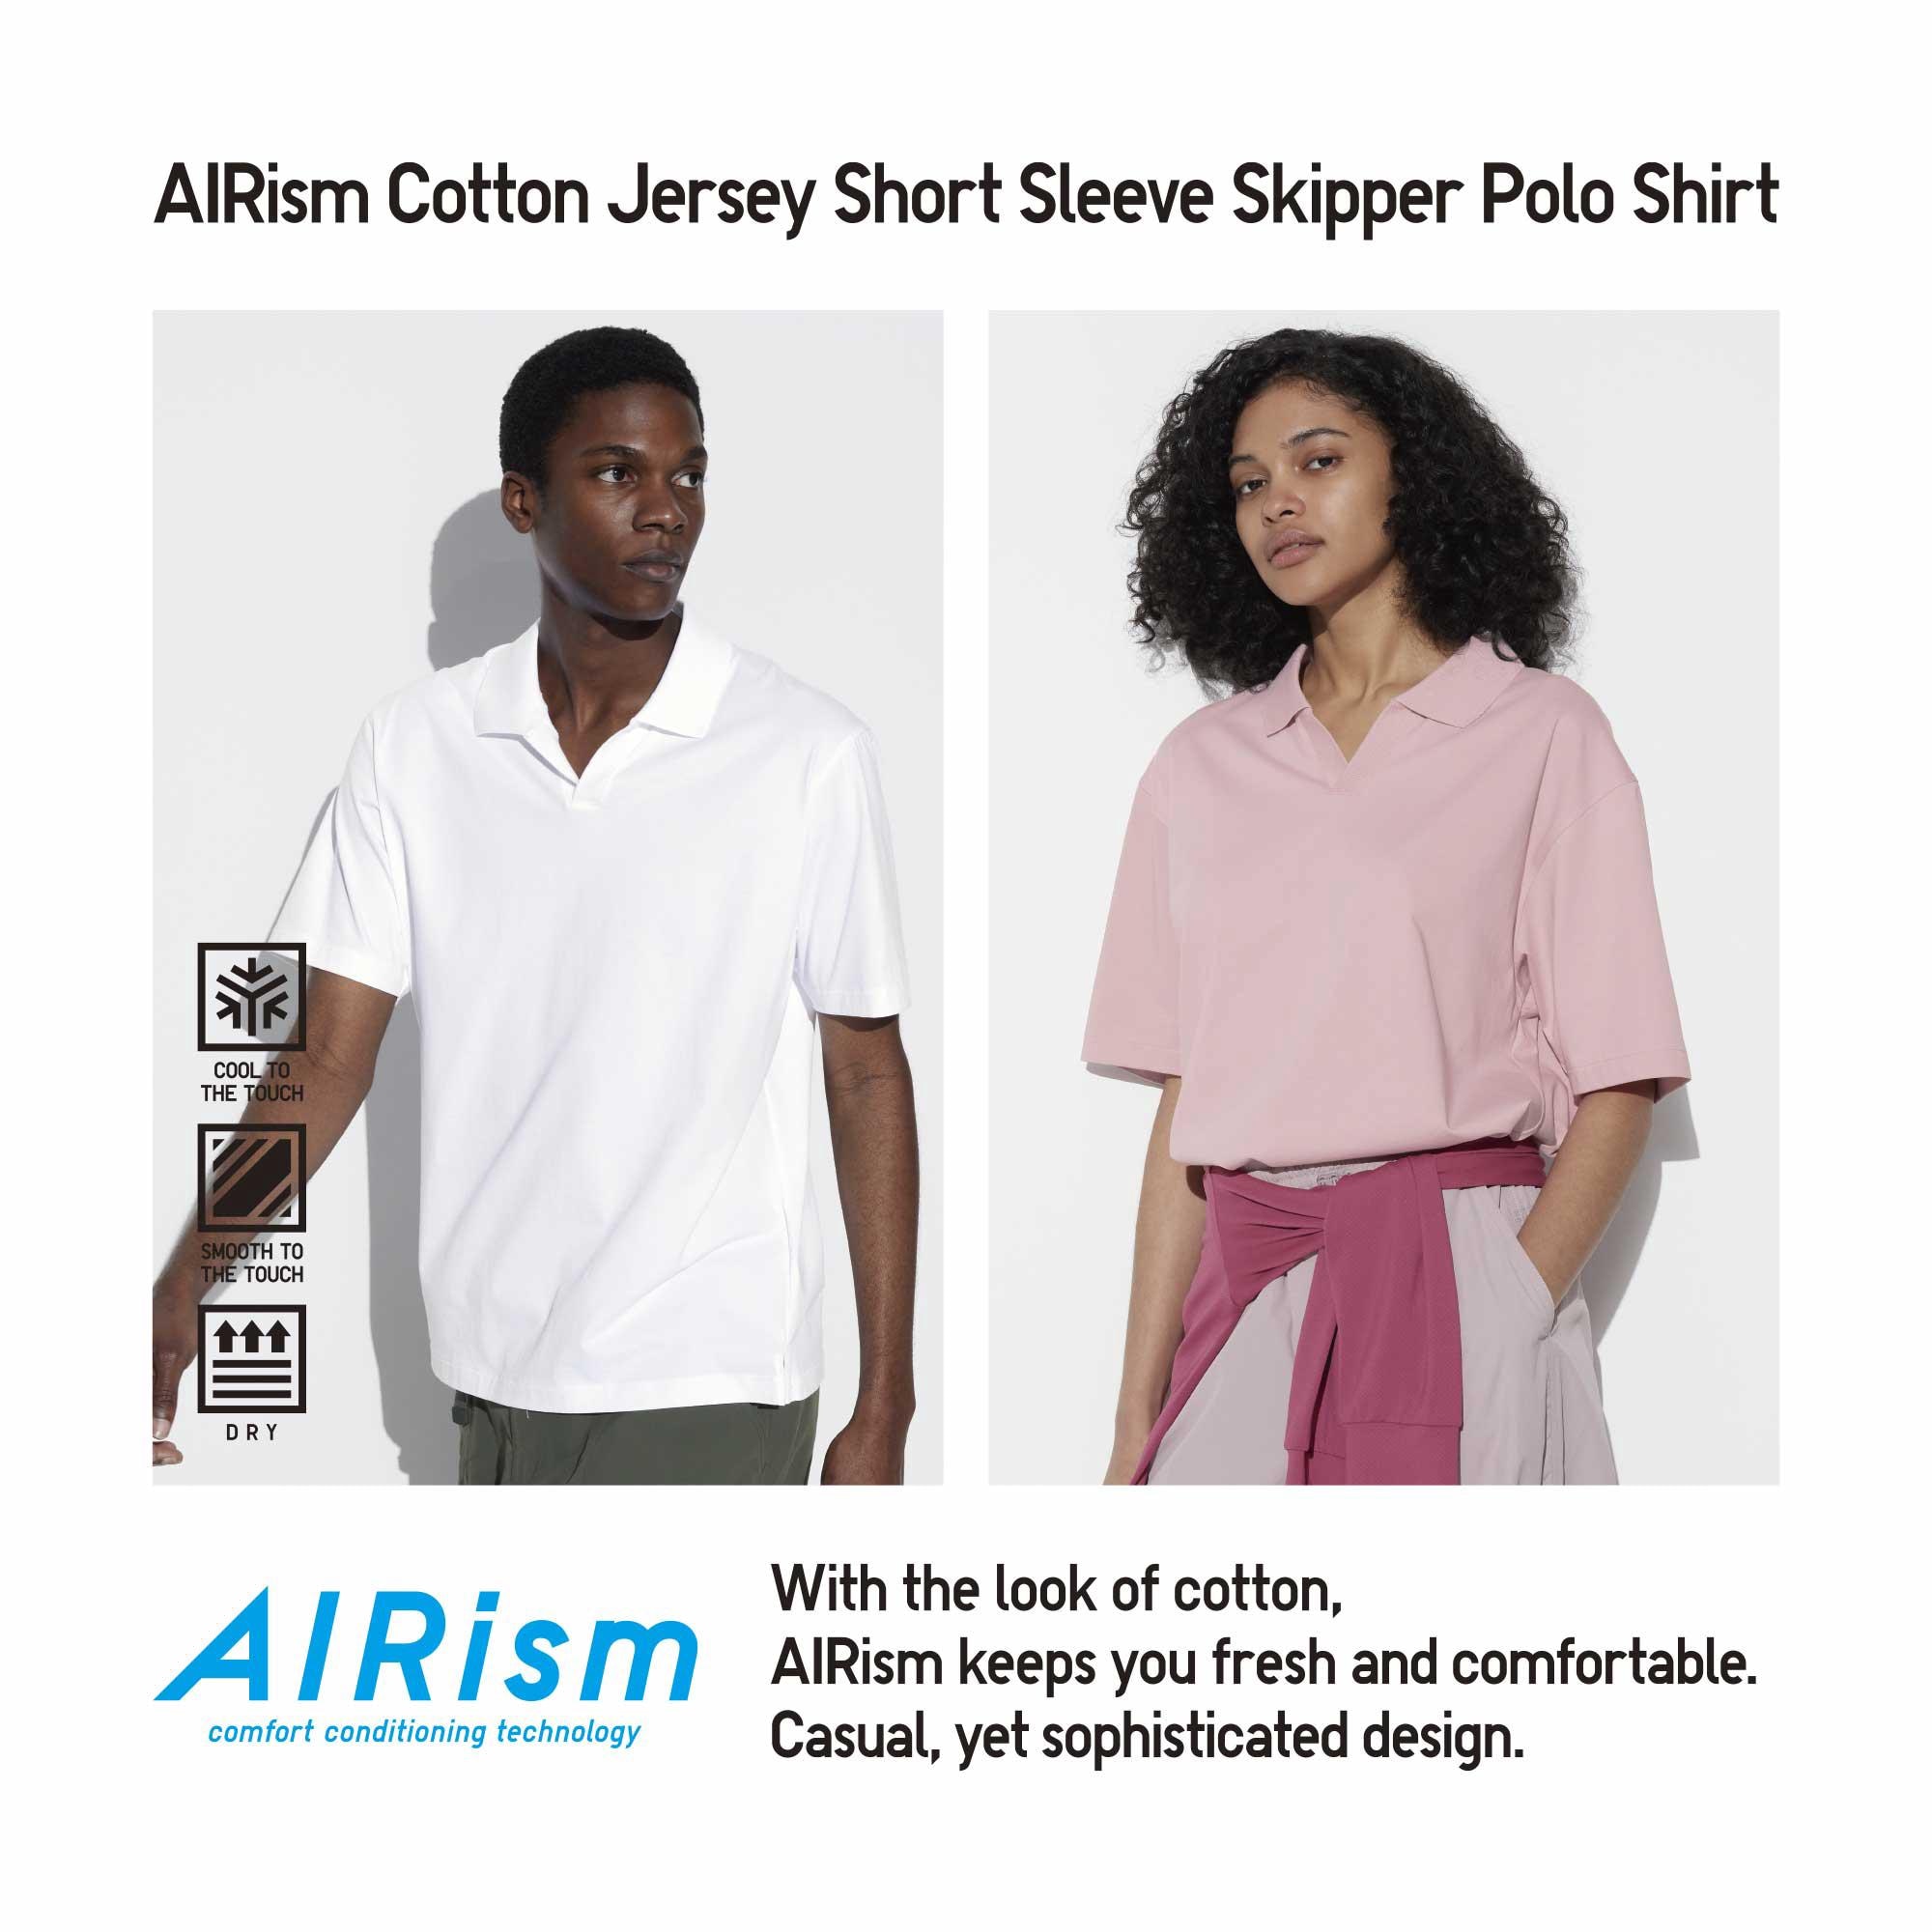 AIRism Cotton Jersey Short Sleeve Skipper Polo Shirt
COOL TO
THE TOUCH
SMOOTH TO
THE TOUCH
DRY
AIRism
comfort conditioning technology
With the look of cotton,
AIRism keeps you fresh and comfortable.
Casual, yet sophisticated design.